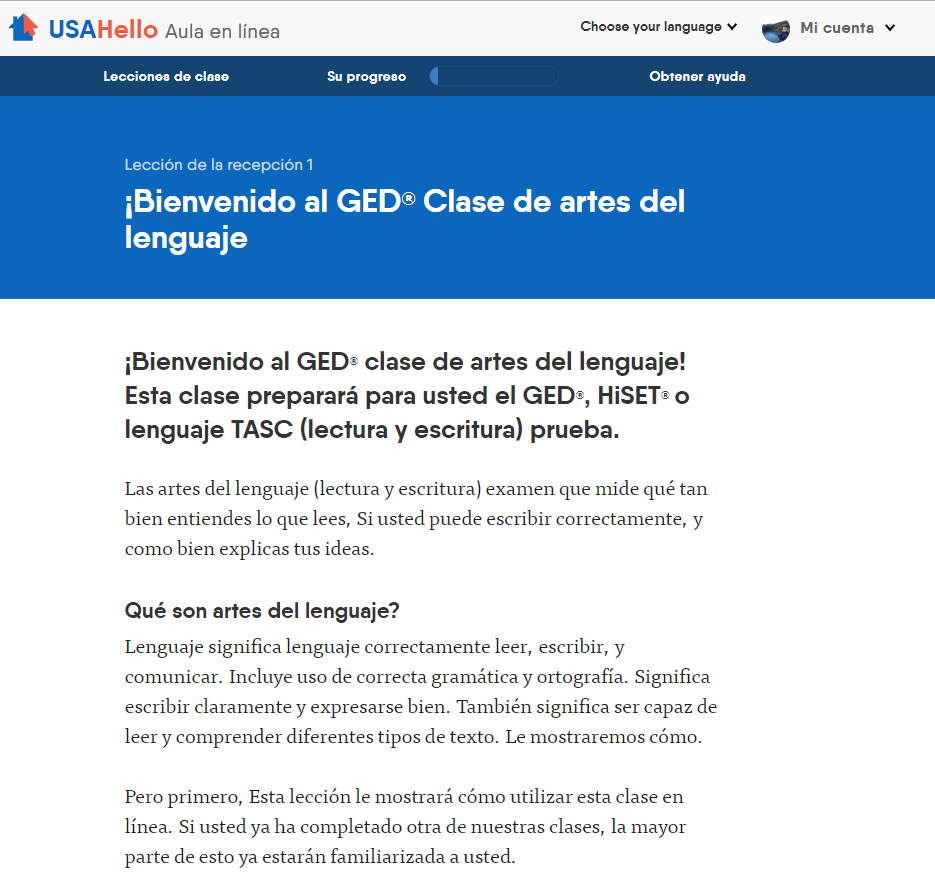 USAHello Aula en línea
Choose your language
Mi cuenta
Lecciones de clase
Su progreso
Obtener ayuda
Lección de la recepción 1
¡Bienvenido al GED® Clase de artes del
lenguaje
¡Bienvenido al GED® clase de artes del lenguaje!
Esta clase preparará para usted el GED®, HiSET® o
lenguaje TASC (lectura y escritura) prueba.
Las artes del lenguaje (lectura y escritura) examen que mide qué tan
bien entiendes lo que lees, Si usted puede escribir correctamente, y
como bien explicas tus ideas.
Qué son artes del lenguaje?
Lenguaje significa lenguaje correctamente leer, escribir, y
comunicar. Incluye uso de correcta gramática y ortografía. Significa
escribir claramente y expresarse bien. También significa ser capaz de
leer y comprender diferentes tipos de texto. Le mostraremos cómo.
Pero primero, Esta lección le mostrará cómo utilizar esta clase en
línea. Si usted ya ha completado otra de nuestras clases, la mayor
parte de esto ya estarán familiarizada a usted.